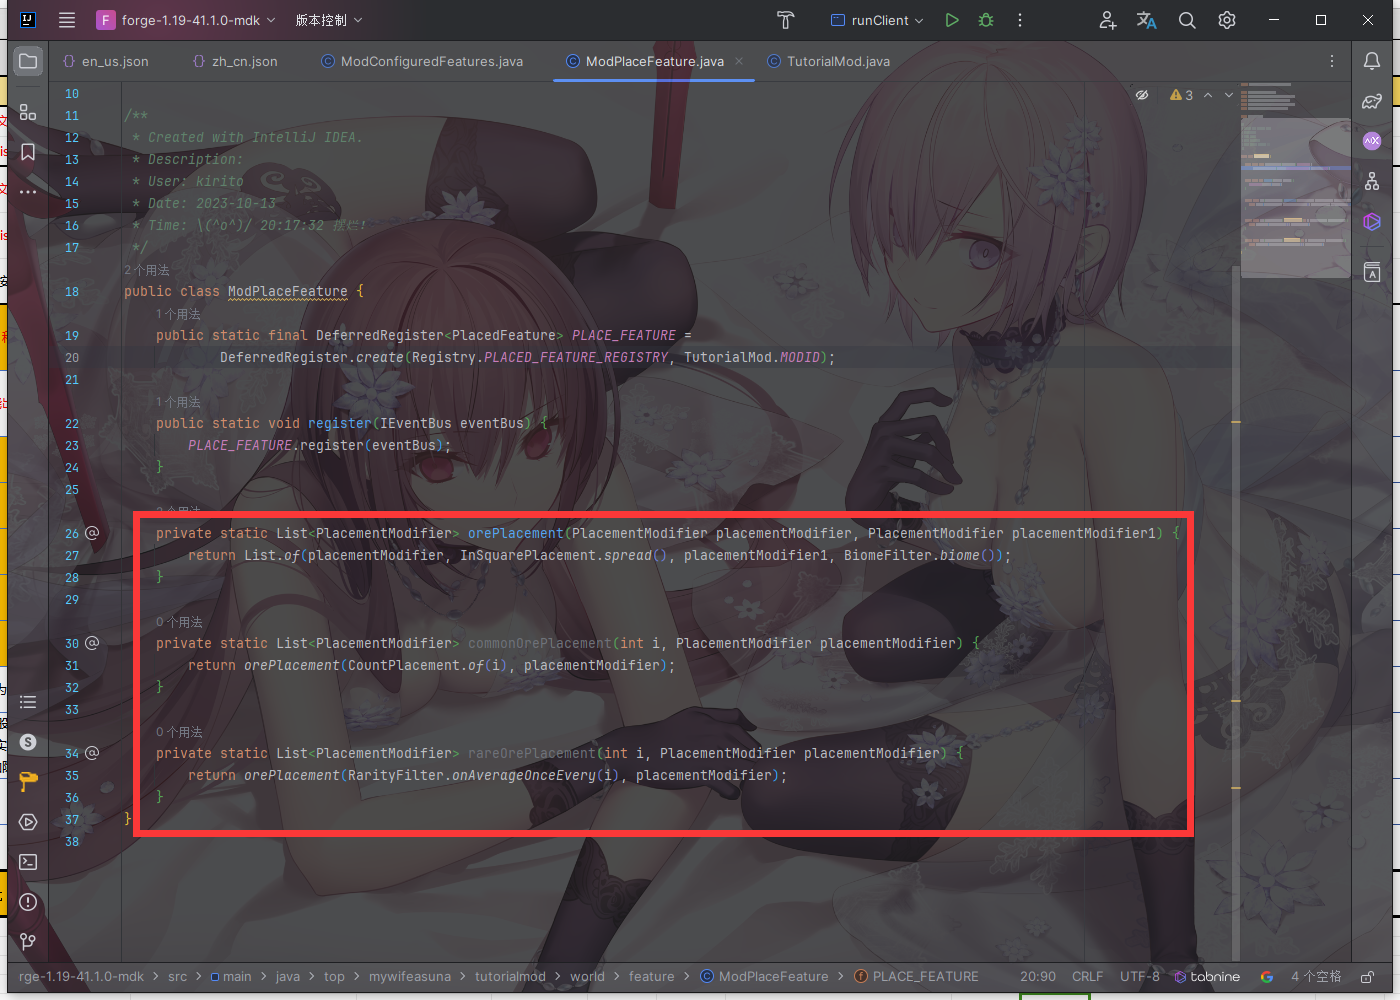 forge-1.19-41.1.0-mdk 版本控制 runClient
en_us.json zh_cn.json ModConfiguredFeatures.java ModPlaceFeature.java TutorialMod.java
3
10
11 /**
12 * Created with IntelliJ IDEA.
13 * Description:
14 * User: kirito
15 * Date: 2023-10-13
16 * Time: \(^o^)/ 20:17:32 摆烂!
17 */
2 个用法
18 public class ModPlaceFeature {
1 个用法
19 public static final DeferredRegister<PlacedFeature> PLACE_FEATURE =
20 DeferredRegister.create(Registry.PLACED_FEATURE_REGISTRY, TutorialMod.MODID);
21
1 个用法
22 public static void register(IEventBus eventBus) {
23 PLACE_FEATURE.register(eventBus);
24 }
25
2 个用法
26 private static List<PlacementModifier> orePlacement(PlacementModifier placementModifier, PlacementModifier placementModifier1) {
27 return List.of(placementModifier, InSquarePlacement.spread(), placementModifier1, BiomeFilter.biome());
28 }
29
0 个用法
30 private static List<PlacementModifier> commonOrePlacement(int i, PlacementModifier placementModifier) {
31 return orePlacement(CountPlacement.of(i), placementModifier);
32 }
33
0 个用法
34 private static List<PlacementModifier> rareOrePlacement(int i, PlacementModifier placementModifier) {
35 return orePlacement(RarityFilter.onAverageOnceEvery(i), placementModifier);
36 }
37 }
38
rge-1.19-41.1.0-mdk > src > main > java > top > mywifeasuna > tutorialmod > world > feature > ModPlaceFeature > PLACE_FEATURE 20:90 CRLF UTF-8 tabnine 4 个空格